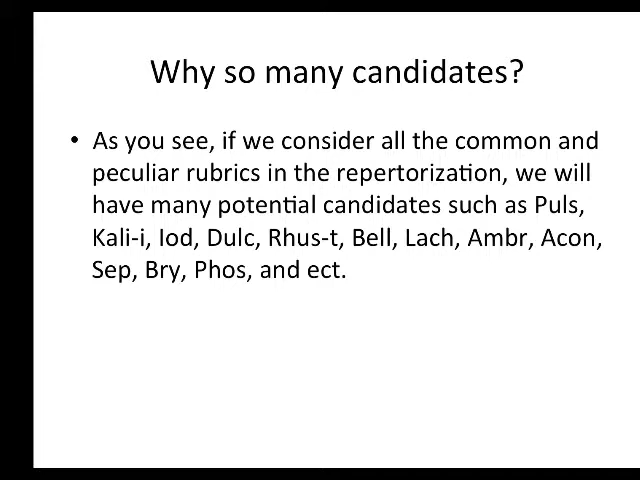 Why so many candidates?
• As you see, if we consider all the common and
peculiar rubrics in the repertorization, we will
have many potential candidates such as Puls,
Kali-i, Iod, Dulc, Rhus-t, Bell, Lach, Ambr, Acon,
Sep, Bry, Phos, and ect.